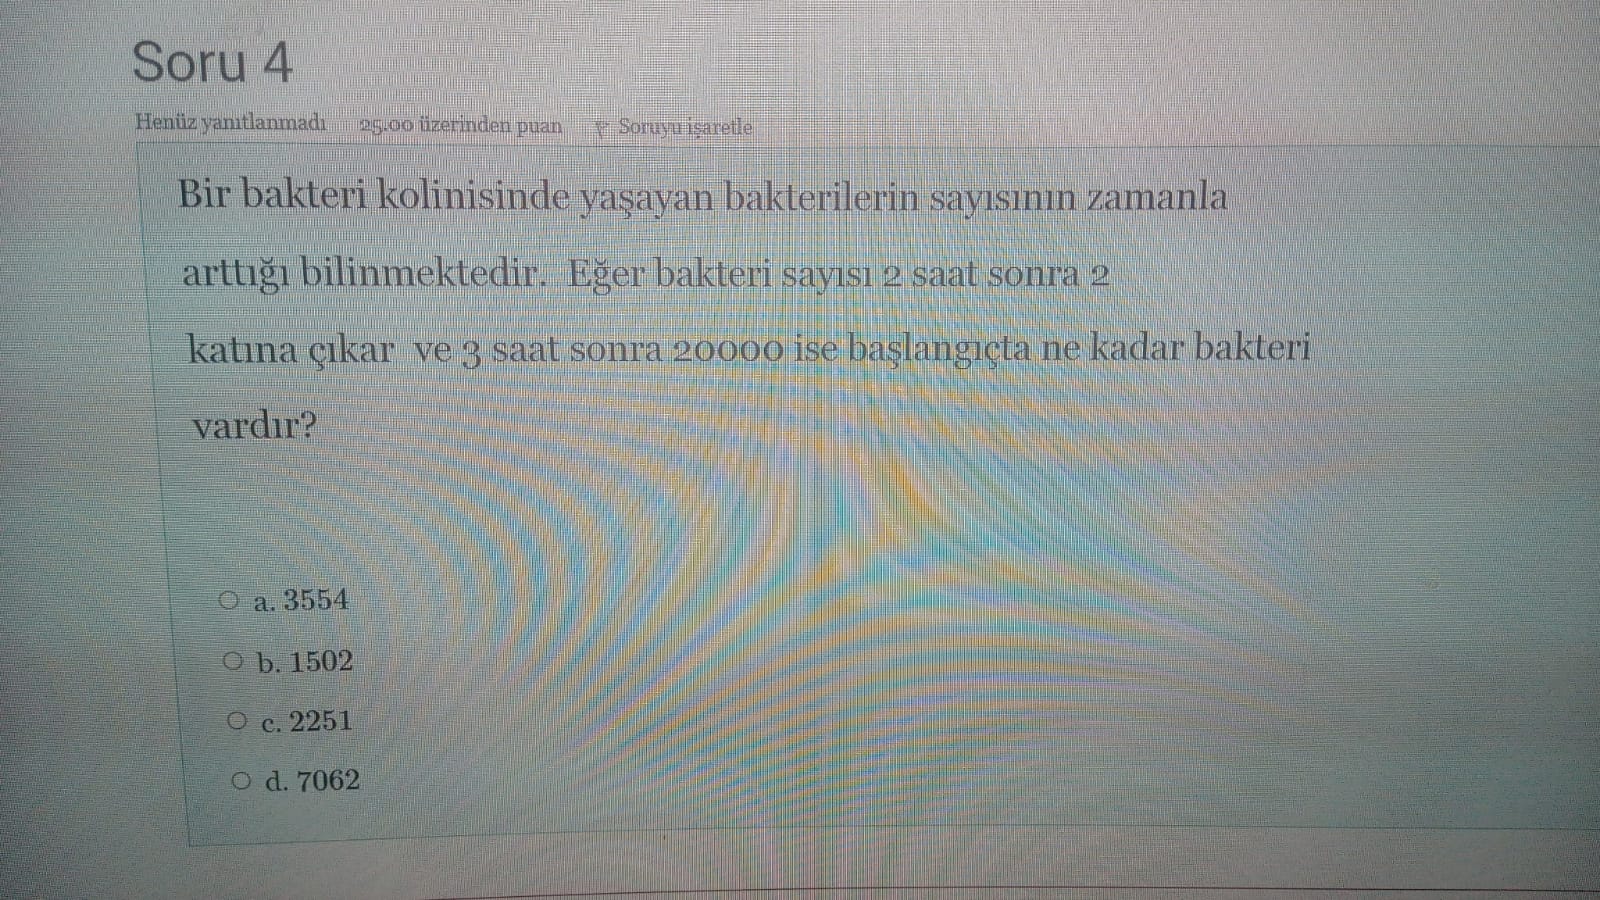 Soru 4
Henüz yanıtlanmadı 25.00 üzerinden puan Soruyu işaretle
Bir bakteri kolinisinde yaşayan bakterilerin sayısının zamanla
arttığı bilinmektedir. Eğer bakteri sayısı 2 saat sonra 2
katına çıkar ve 3 saat sonra 20000 ise başlangıçta ne kadar bakteri
vardır?
a. 3554
b. 1502
c. 2251
d. 7062